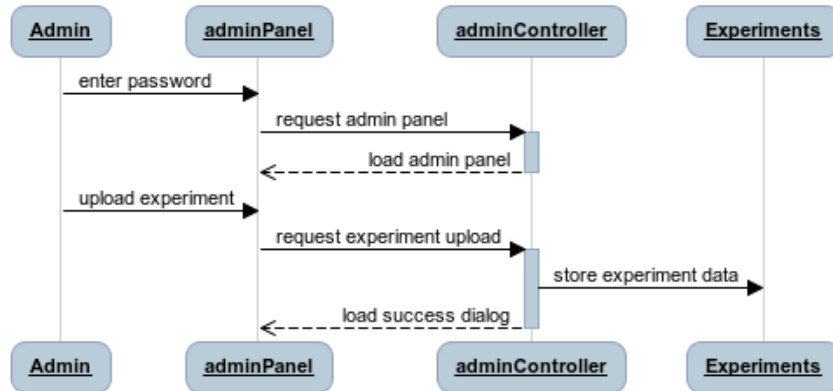 Admin adminPanel adminController Experiments
enter password
request admin panel
load admin panel
upload experiment
request experiment upload
store experiment data
load success dialog
Admin adminPanel adminController Experiments